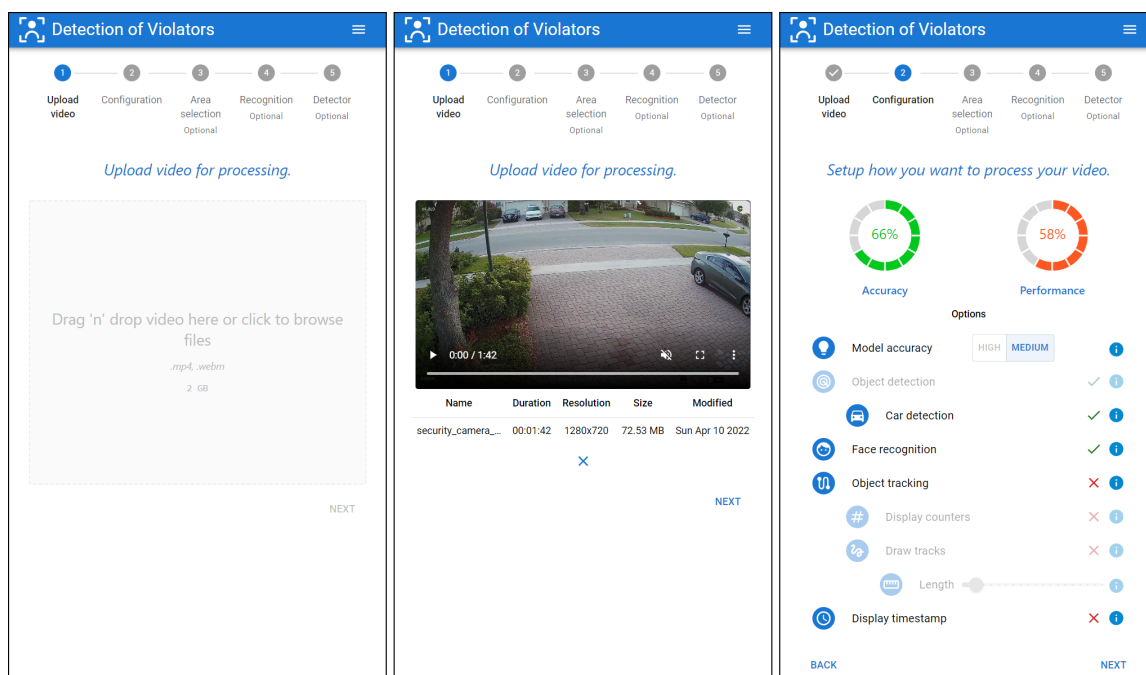 Detection of Violators
1 2 3 4 5
Upload video
Configuration
Area selection
Optional
Recognition
Optional
Detector
Optional
Upload video for processing.
Drag 'n' drop video here or click to browse
files
.mp4, .webm
2 GB
NEXT
Detection of Violators
1 2 3 4 5
Upload video
Configuration
Area selection
Optional
Recognition
Optional
Detector
Optional
Upload video for processing.
0:00 / 1:42
Name Duration Resolution Size Modified
security_camera_... 00:01:42 1280x720 72.53 MB Sun Apr 10 2022
NEXT
Detection of Violators
2 3 4 5
Upload video
Configuration
Area selection
Optional
Recognition
Optional
Detector
Optional
Setup how you want to process your video.
66% 58%
Accuracy Performance
Options
Model accuracy HIGH MEDIUM
Object detection
Car detection
Face recognition
Object tracking
# Display counters
Draw tracks
Length
Display timestamp
BACK NEXT